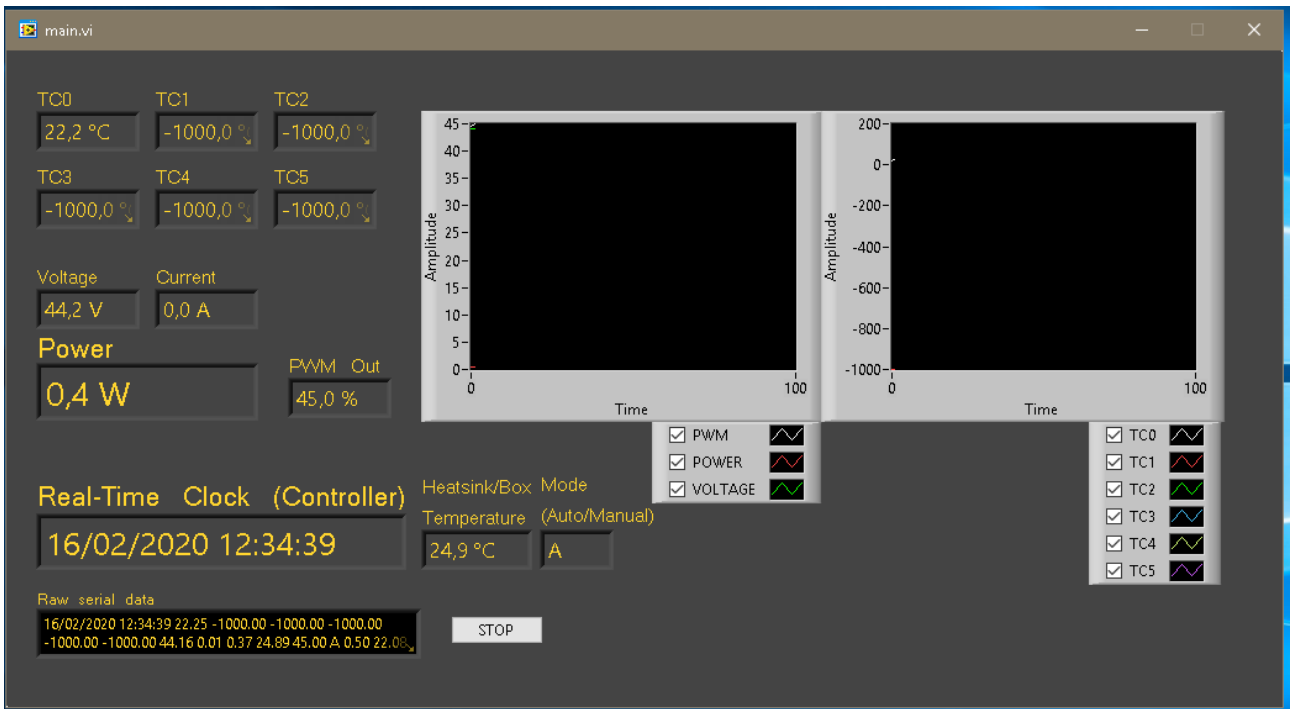 main.vi
TC0 TC1 TC2
22,2 °C -1000,0 ° -1000,0 °
TC3 TC4 TC5
-1000,0 ° -1000,0 ° -1000,0 °
Voltage Current
44,2 V 0,0 A
Power
0,4 W
PWM Out
45,0 %
45
40
35
30
25
20
15
10
5
0
Amplitude
0 100
Time
PWM
POWER
VOLTAGE
200
0
-200
-400
-600
-800
-1000
Amplitude
0 100
Time
TC0
TC1
TC2
TC3
TC4
TC5
Real-Time Clock (Controller)
16/02/2020 12:34:39
Heatsink/Box
Temperature
24,9 °C
Mode
(Auto/Manual)
A
Raw serial data
16/02/2020 12:34:39 22.25 -1000.00 -1000.00 -1000.00
-1000.00 -1000.00 44.16 0.01 0.37 24.89 45.00 A 0.50 22.08
STOP